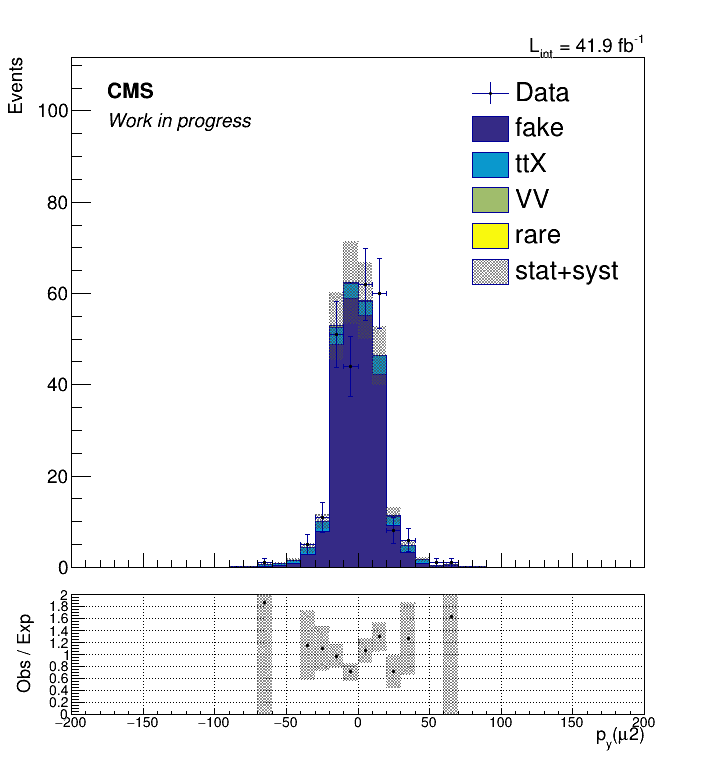 L_int = 41.9 fb^-1
Events
CMS
Work in progress
Data
fake
ttX
VV
rare
stat+syst
100
80
60
40
20
0
Obs / Exp
2
1.8
1.6
1.4
1.2
1
0.8
0.6
0.4
0.2
0
−200 −150 −100 −50 0 50 100 150 200
p_y(μ2)